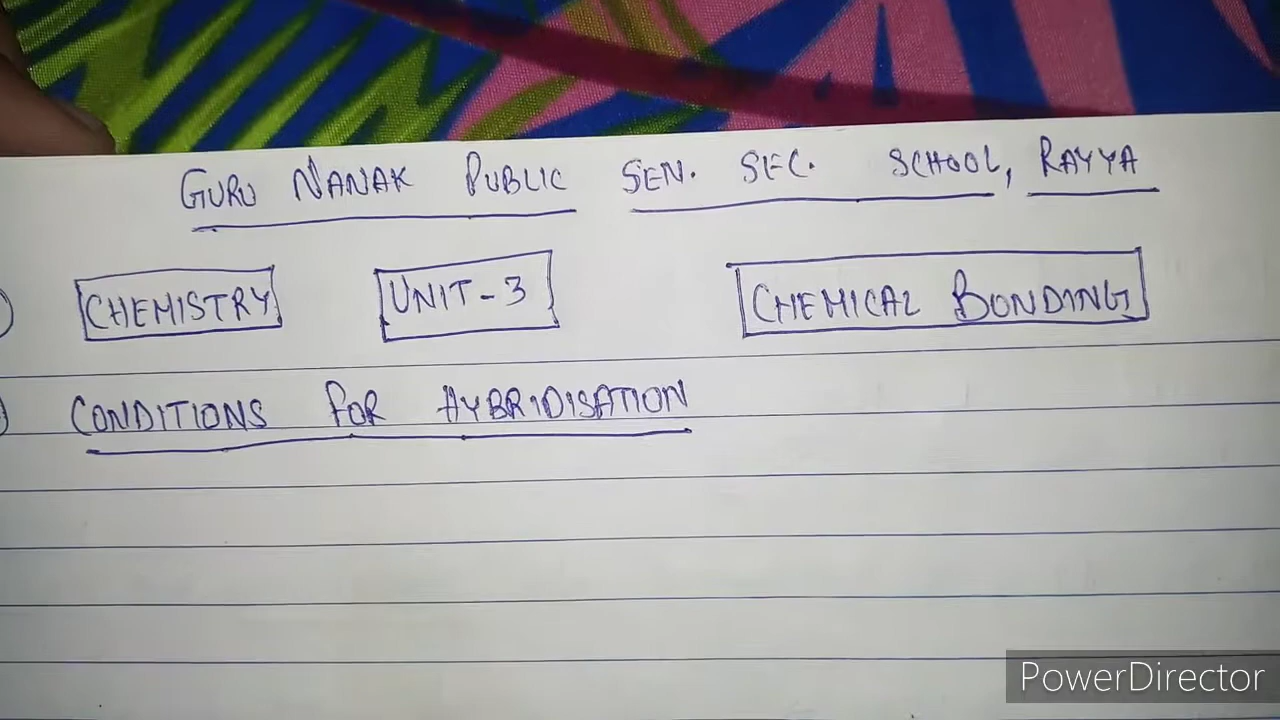 GURU NANAK PUBLIC SEN. SEC. SCHOOL, RAYYA
CHEMISTRY UNIT-3 CHEMICAL BONDING
CONDITIONS FOR HYBRIDISATION
PowerDirector